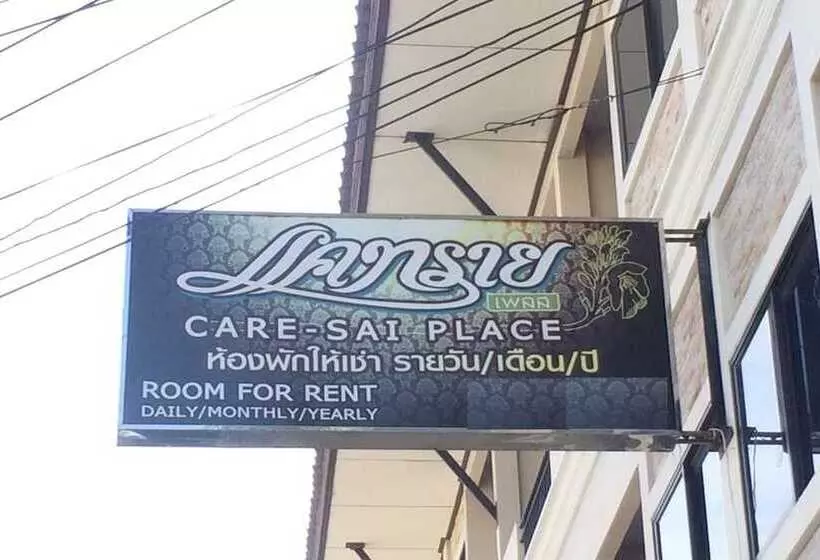 แคทราย
เพลส
CARE-SAI PLACE
ห้องพักให้เช่า รายวัน/เดือน/ปี
ROOM FOR RENT
DAILY/MONTHLY/YEARLY